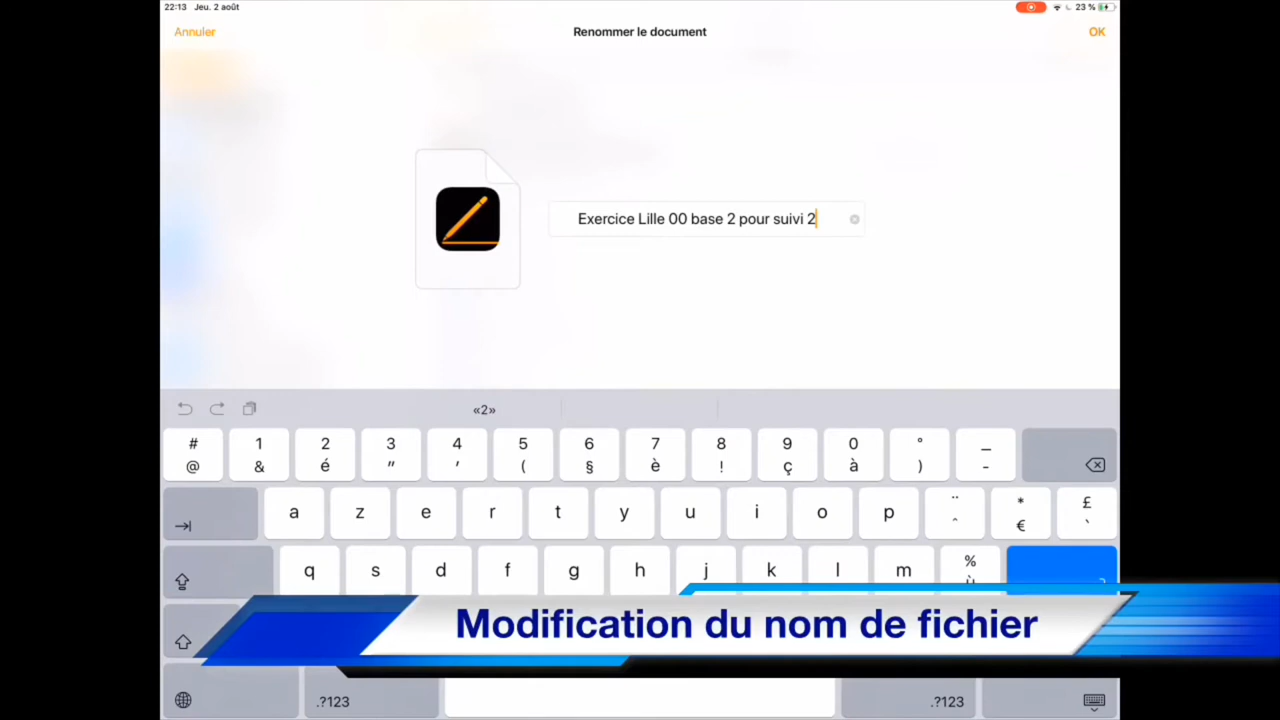 22:13 Jeu. 2 août
23 %
Annuler
Renommer le document
OK
Exercice Lille 00 base 2 pour suivi 2
«2»
# 1 2 3 4 5 6 7 8 9 0 ° _
@ & é " ' ( § è ! ç à ) -
a z e r t y u i o p ¨ * £
^ € `
q s d f g h j k l m %
ù
Modification du nom de fichier
.?123
.?123